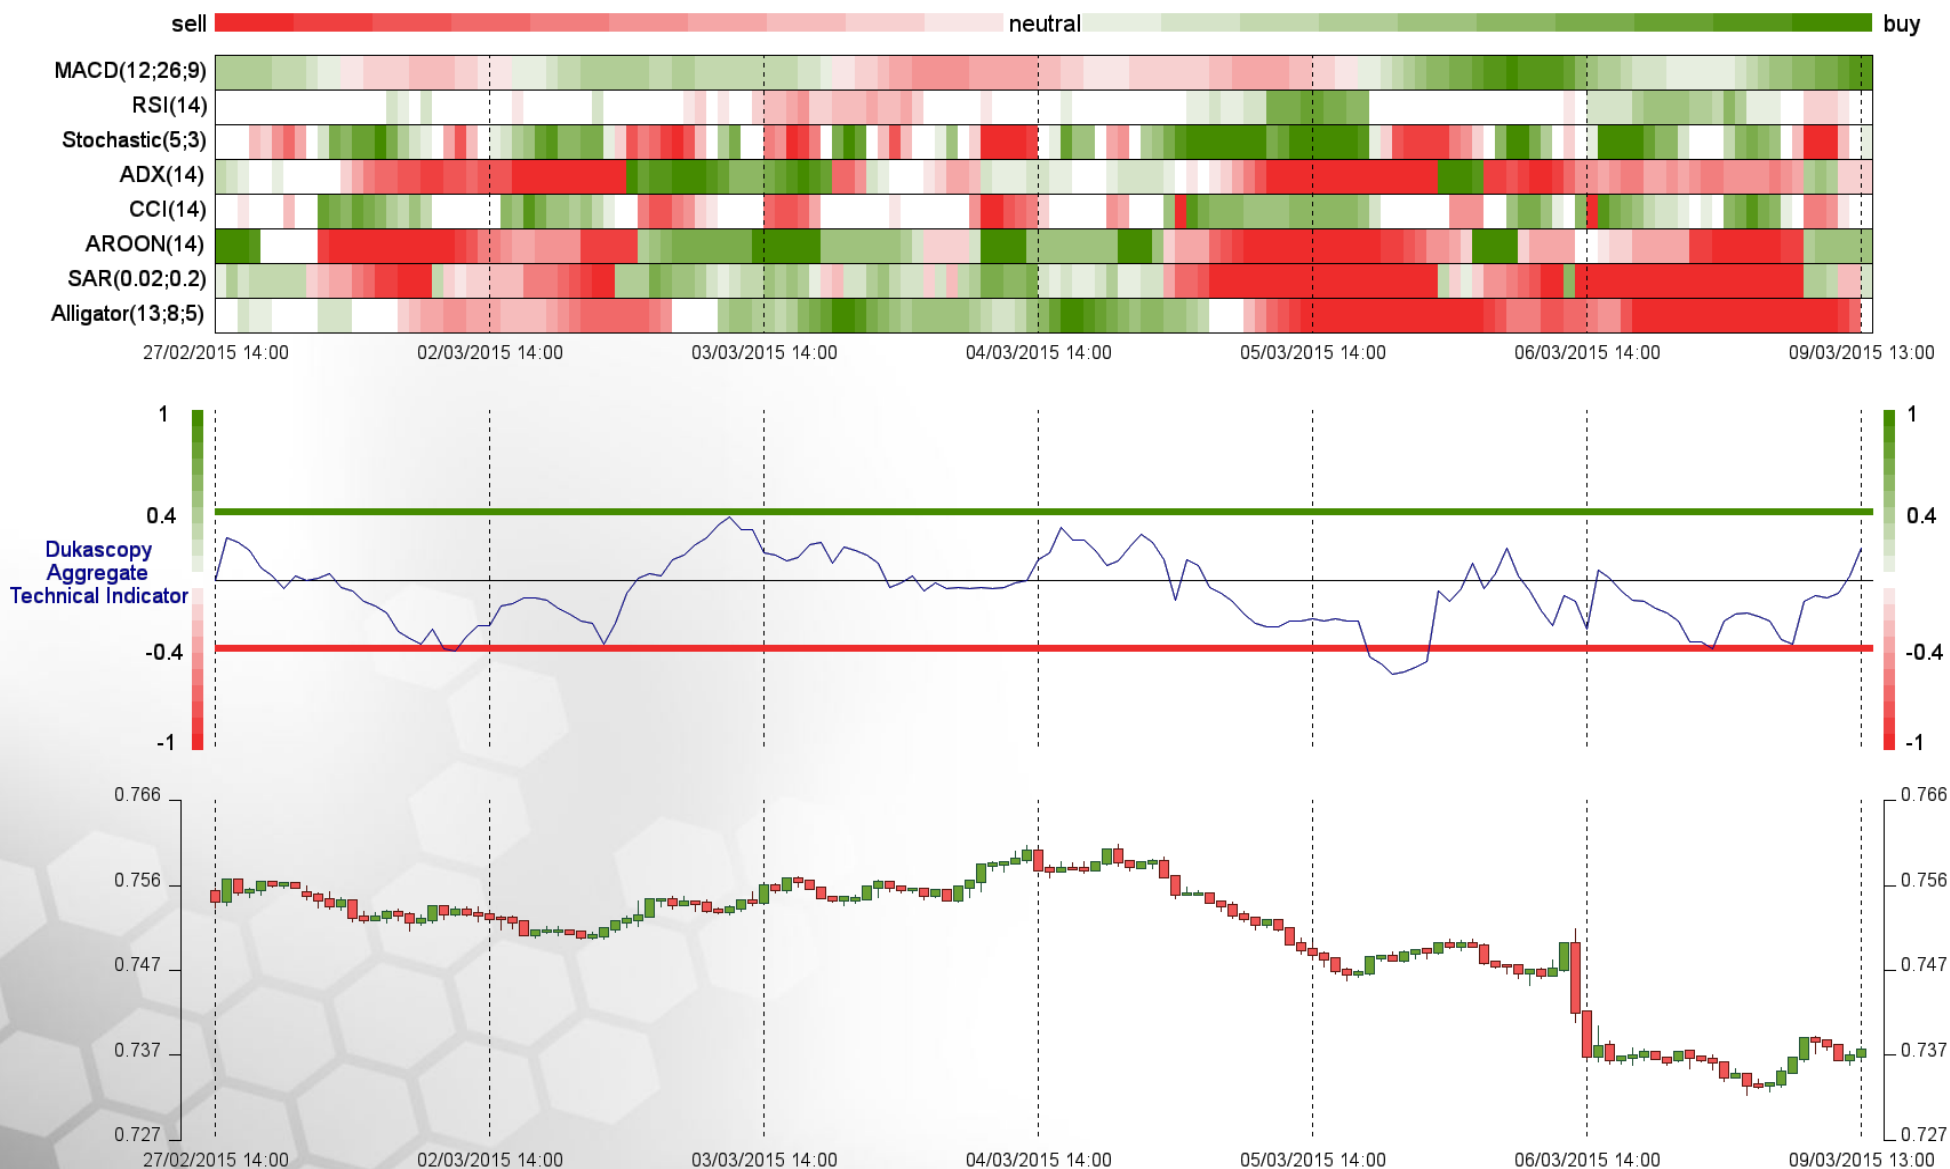 sell neutral buy
MACD(12;26;9)
RSI(14)
Stochastic(5;3)
ADX(14)
CCI(14)
AROON(14)
SAR(0.02;0.2)
Alligator(13;8;5)
27/02/2015 14:00 02/03/2015 14:00 03/03/2015 14:00 04/03/2015 14:00 05/03/2015 14:00 06/03/2015 14:00 09/03/2015 13:00
1 1
0.4 0.4
Dukascopy
Aggregate
Technical Indicator
-0.4 -0.4
-1 -1
0.766 0.766
0.756 0.756
0.747 0.747
0.737 0.737
0.727 0.727
27/02/2015 14:00 02/03/2015 14:00 03/03/2015 14:00 04/03/2015 14:00 05/03/2015 14:00 06/03/2015 14:00 09/03/2015 13:00